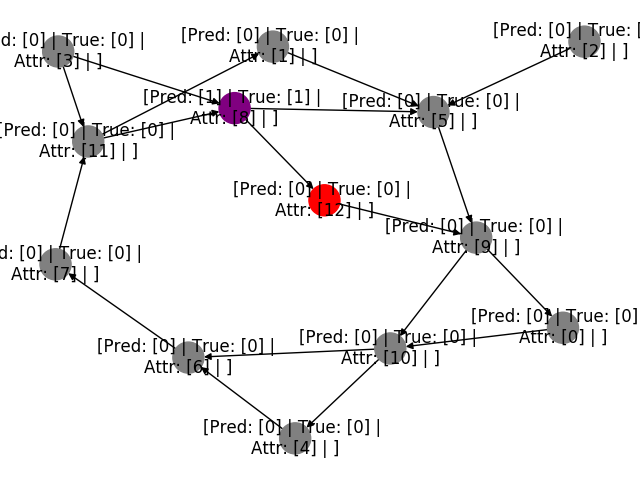 [Pred: [0] | True: [0] |
Attr: [1] | ]
[Pred: [0] | True: [
Attr: [2] | ]
d: [0] | True: [0] |
Attr: [3] | ]
[Pred: [1] | True: [1] |
Attr: [8] | ]
[Pred: [0] | True: [0] |
Attr: [5] | ]
[Pred: [0] | True: [0] |
Attr: [11] | ]
[Pred: [0] | True: [0] |
Attr: [12] | ]
[Pred: [0] | True: [0] |
Attr: [9] | ]
d: [0] | True: [0] |
Attr: [7] | ]
[Pred: [0] | True: [0]
Attr: [0] | ]
[Pred: [0] | True: [0] |
Attr: [10] | ]
[Pred: [0] | True: [0] |
Attr: [6] | ]
[Pred: [0] | True: [0] |
Attr: [4] | ]